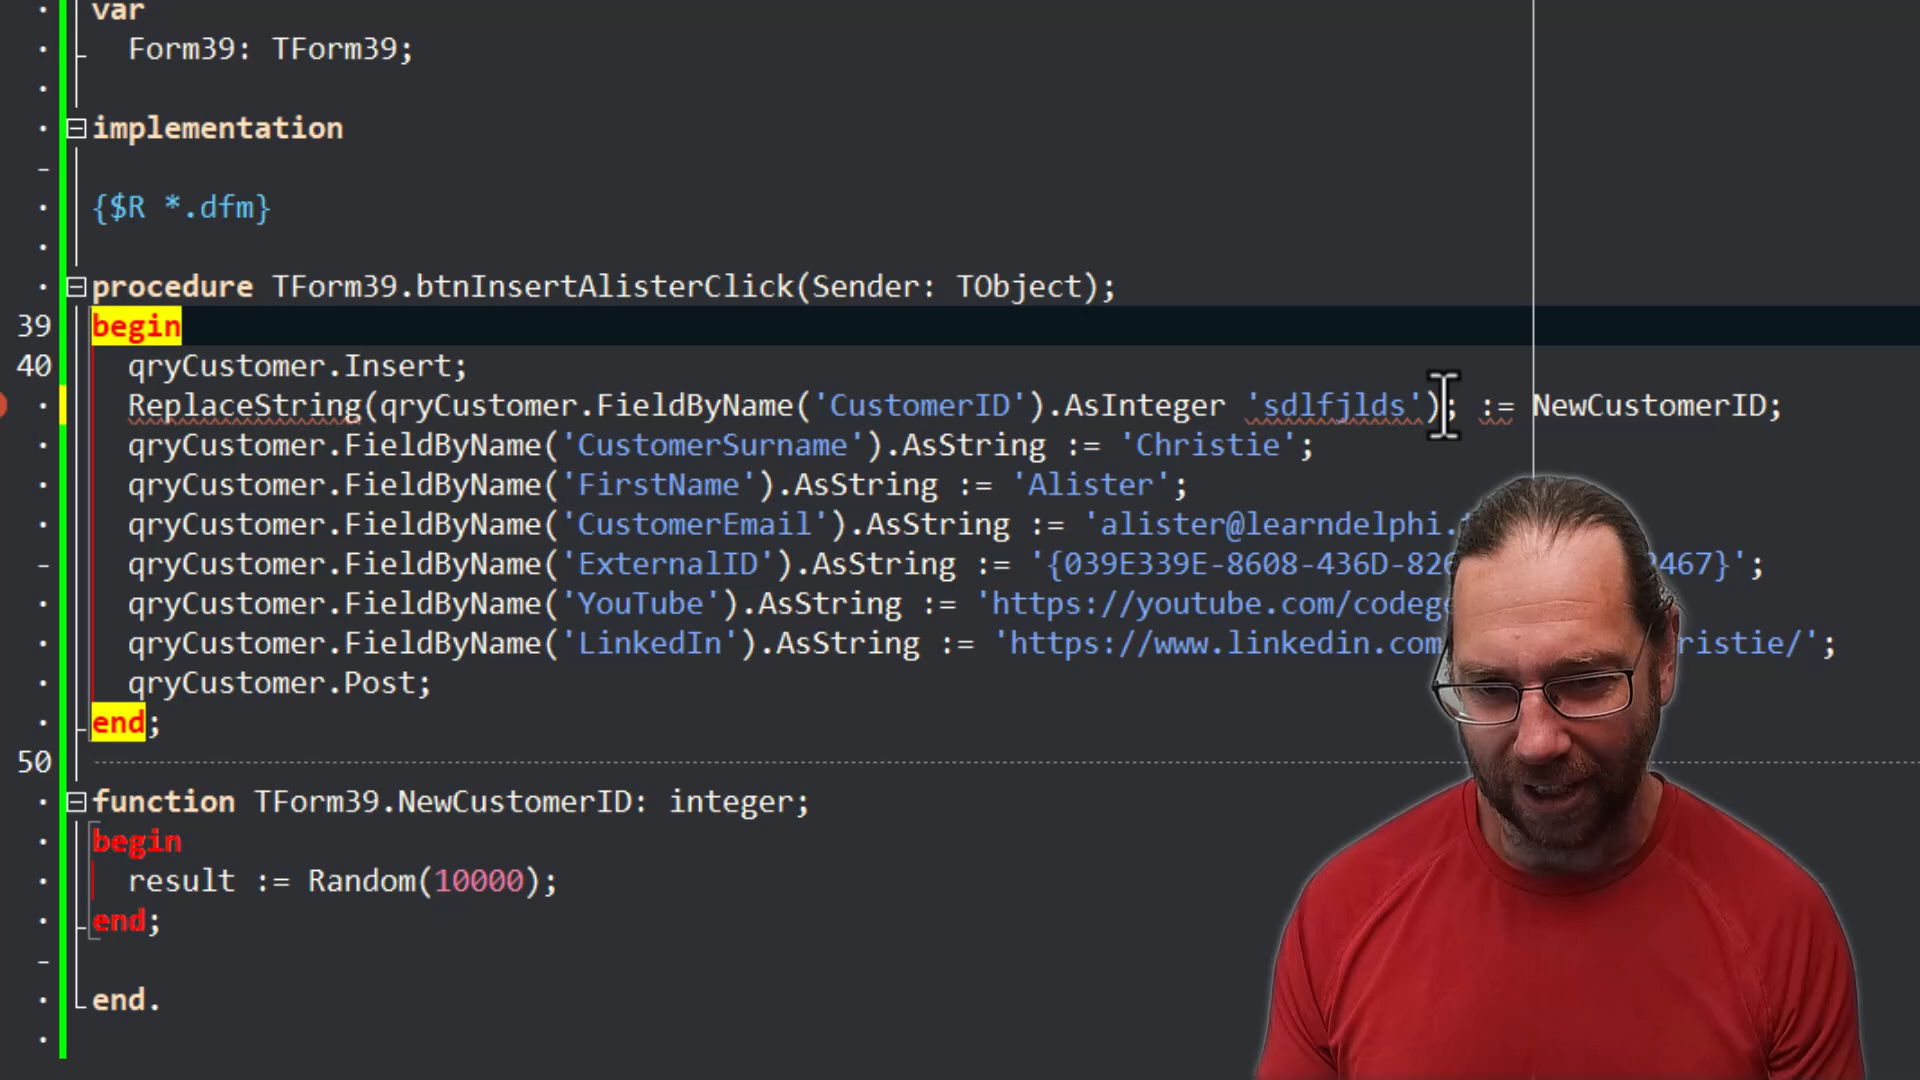 var
Form39: TForm39;
implementation
{$R *.dfm}
procedure TForm39.btnInsertAlisterClick(Sender: TObject);
39 begin
40 qryCustomer.Insert;
ReplaceString(qryCustomer.FieldByName('CustomerID').AsInteger 'sdlfjlds'); := NewCustomerID;
qryCustomer.FieldByName('CustomerSurname').AsString := 'Christie';
qryCustomer.FieldByName('FirstName').AsString := 'Alister';
qryCustomer.FieldByName('CustomerEmail').AsString := 'alister@learndelphi.
qryCustomer.FieldByName('ExternalID').AsString := '{039E339E-8608-436D-82 467}';
qryCustomer.FieldByName('YouTube').AsString := 'https://youtube.com/codeg
qryCustomer.FieldByName('LinkedIn').AsString := 'https://www.linkedin.com ristie/';
qryCustomer.Post;
end;
50
function TForm39.NewCustomerID: integer;
begin
result := Random(10000);
end;
end.